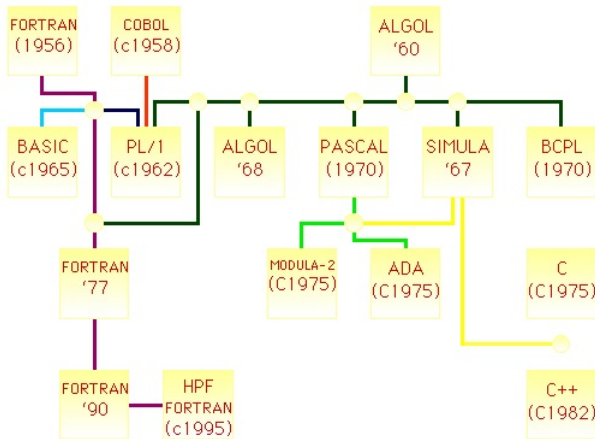 FORTRAN
(1956)
COBOL
(c1958)
ALGOL
‘60
BASIC
(c1965)
PL/1
(c1962)
ALGOL
‘68
PASCAL
(1970)
SIMULA
‘67
BCPL
(1970)
FORTRAN
‘77
MODULA-2
(C1975)
ADA
(C1975)
C
(C1975)
FORTRAN
‘90
HPF
FORTRAN
(c1995)
C++
(C1982)